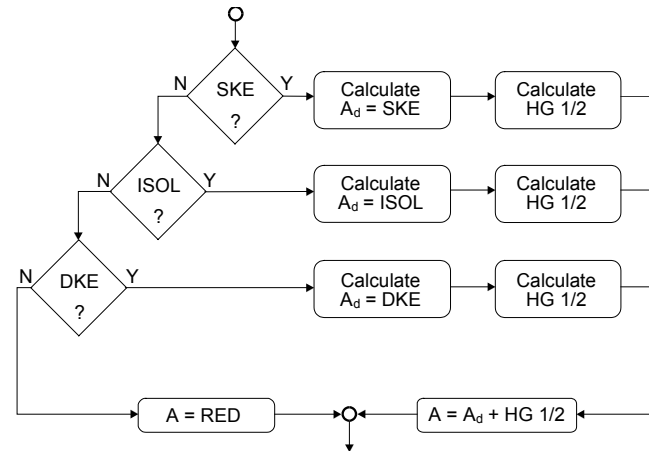 N
SKE
?
Y
Calculate
Ad = SKE
Calculate
HG 1/2
N
ISOL
?
Y
Calculate
Ad = ISOL
Calculate
HG 1/2
N
DKE
?
Y
Calculate
Ad = DKE
Calculate
HG 1/2
A = RED
A = Ad + HG 1/2